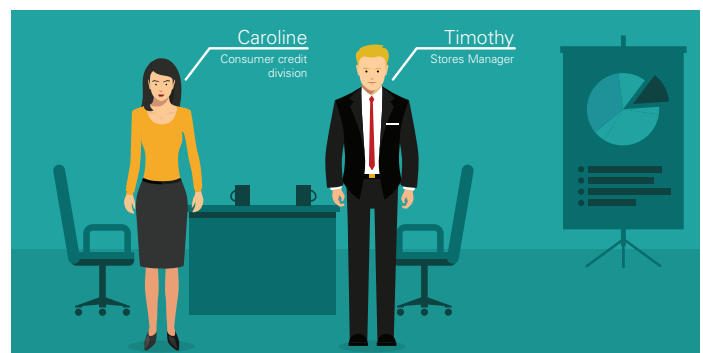 Caroline
Consumer credit
division
Timothy
Stores Manager